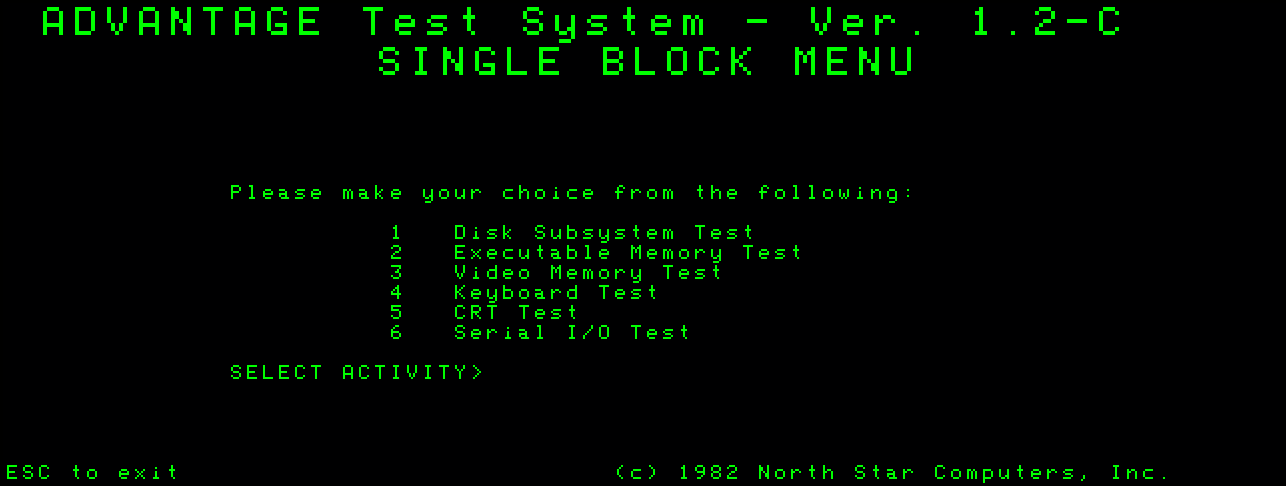 ADVANTAGE Test System - Ver. 1.2-C
SINGLE BLOCK MENU
Please make your choice from the following:
1 Disk Subsystem Test
2 Executable Memory Test
3 Video Memory Test
4 Keyboard Test
5 CRT Test
6 Serial I/O Test
SELECT ACTIVITY>
ESC to exit (c) 1982 North Star Computers, Inc.